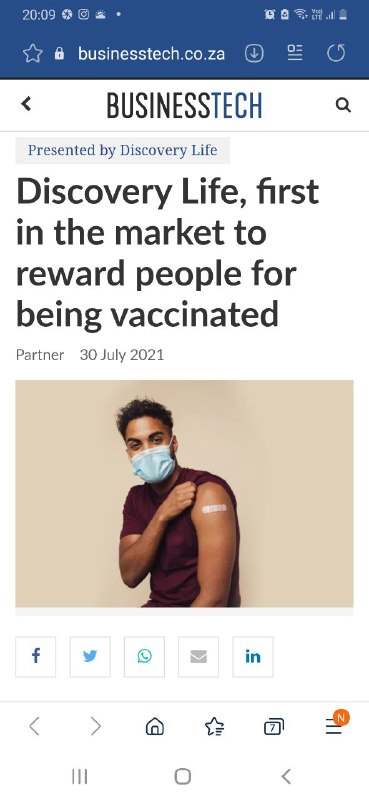 20:09
businesstech.co.za
BUSINESSTECH
Presented by Discovery Life
Discovery Life, first
in the market to
reward people for
being vaccinated
Partner 30 July 2021
f
in
7
N